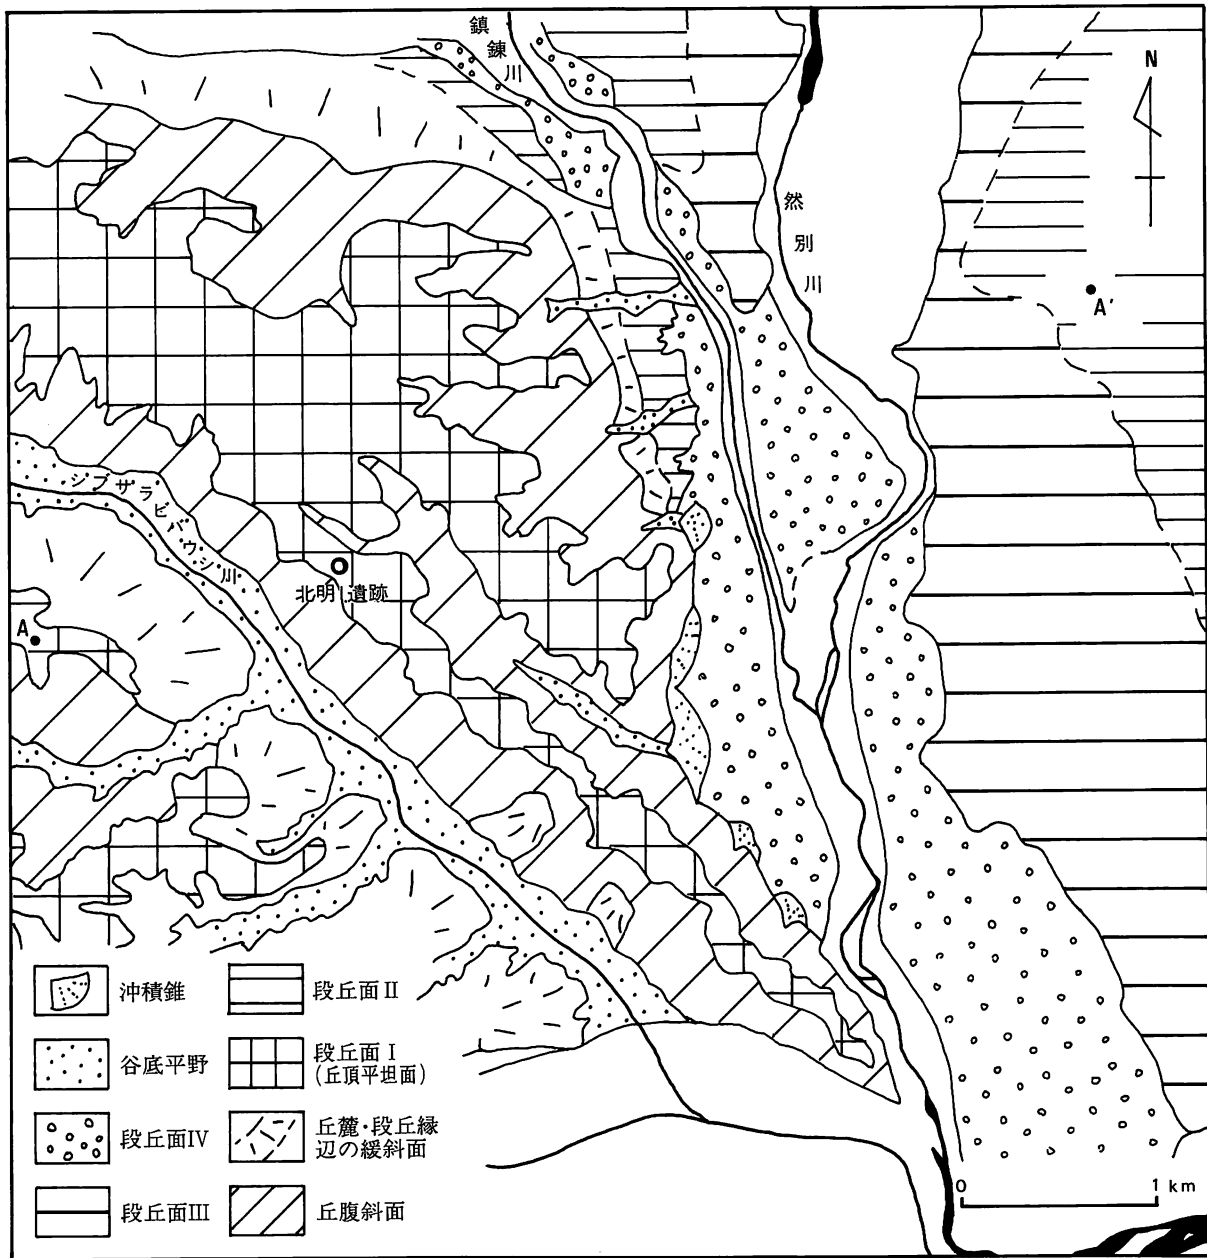 鎮錬川
然別川
N
A'
シブサラビバウシ川
北明遺跡
A
沖積錐
谷底平野
段丘面Ⅳ
段丘面Ⅲ
段丘面Ⅱ
段丘面Ⅰ
(丘頂平坦面)
丘麓・段丘縁
辺の緩斜面
丘腹斜面
0 1 km